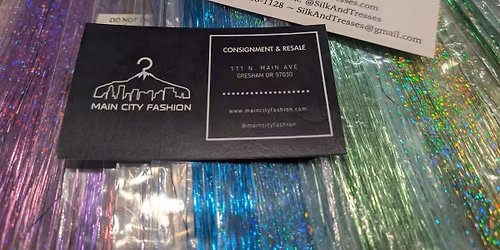 @SilkAndTresses
1128 — SilkAndTresses@gmail.com
DO NOT
MAIN CITY FASHION
CONSIGNMENT & RESALE
111 N. MAIN AVE
GRESHAM OR 97030
www.maincityfashion.com
@maincityfashion